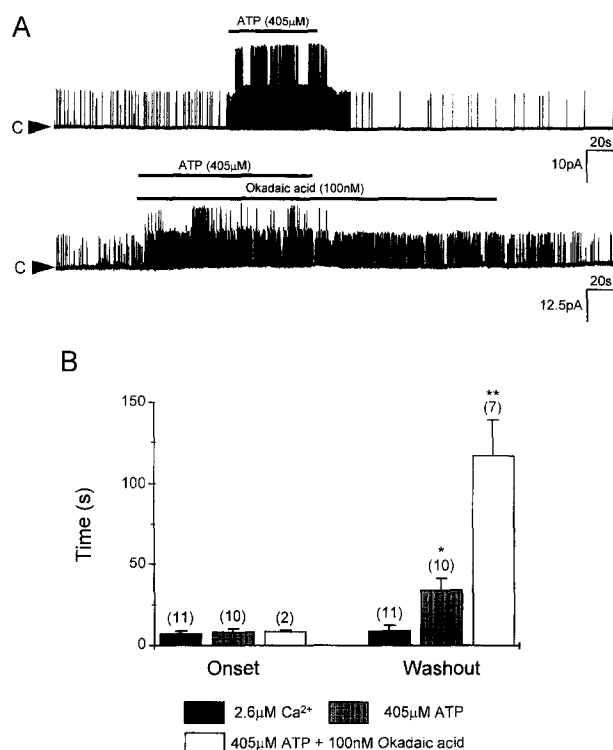 A
ATP (405µM)
C
20s
10pA
ATP (405µM)
Okadaic acid (100nM)
C
20s
12.5pA
B
150
100
50
0
Time (s)
(11)
(10)
(2)
(11)
*
(10)
**
(7)
Onset
Washout
2.6µM Ca²⁺
405µM ATP
405µM ATP + 100nM Okadaic acid